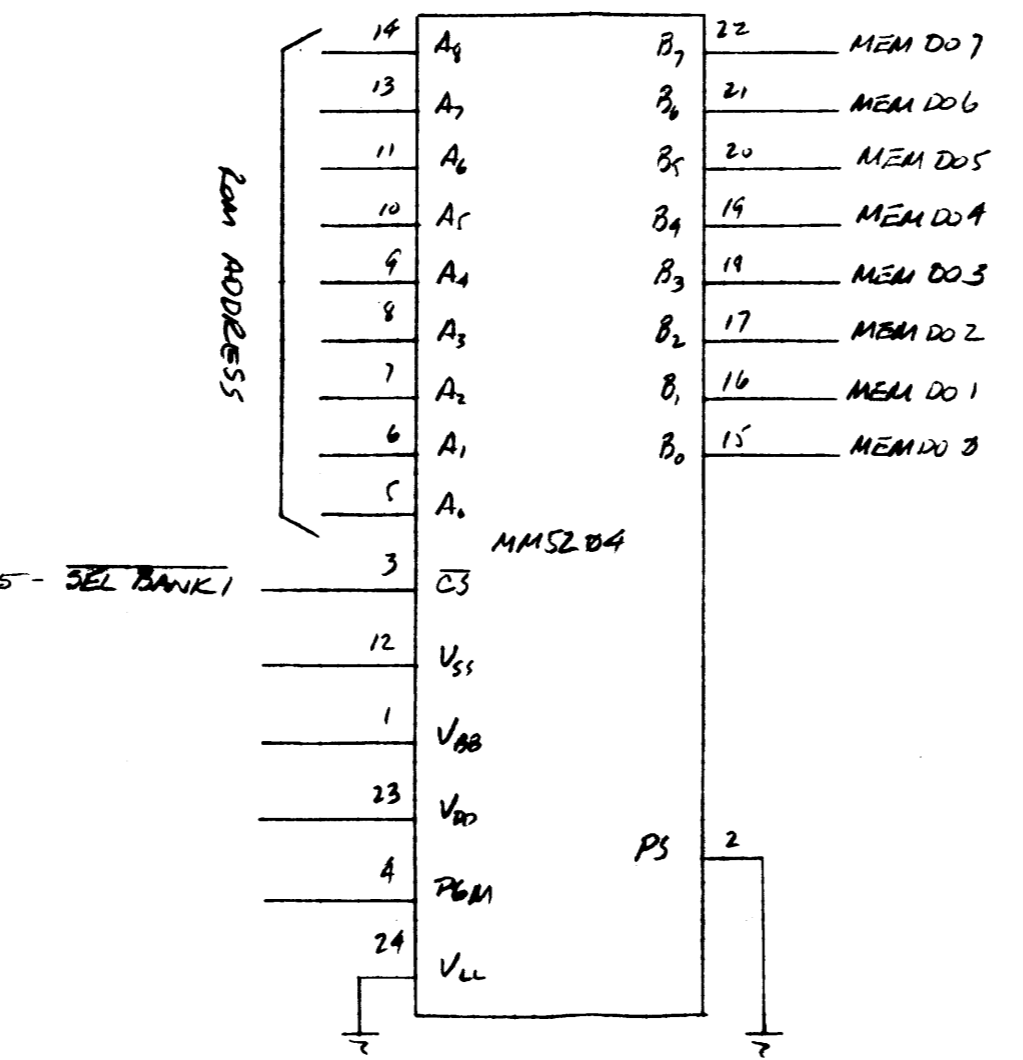 14 A8 B7 22 MEM DO 7
13 A7 B6 21 MEM DO 6
11 A6 B5 20 MEM DO 5
10 A5 B4 19 MEM DO 4
9 A4 B3 18 MEM DO 3
8 A3 B2 17 MEM DO 2
7 A2 B1 16 MEM DO 1
6 A1 B0 15 MEM DO 0
5 A0
ROM ADDRESS
MM5204
5 - SEL BANK 1 3 CS
12 VSS
1 VBB
23 VDD
PS 2
4 PGM
24 VLL